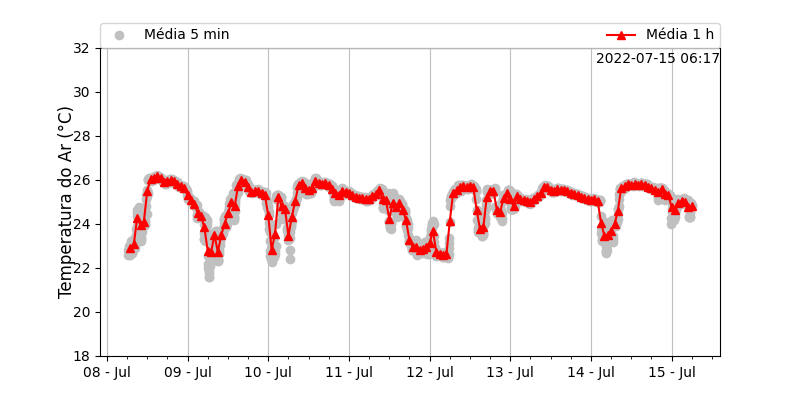 Média 5 min
Média 1 h
2022-07-15 06:17
Temperatura do Ar (°C)
32
30
28
26
24
22
20
18
08 - Jul
09 - Jul
10 - Jul
11 - Jul
12 - Jul
13 - Jul
14 - Jul
15 - Jul